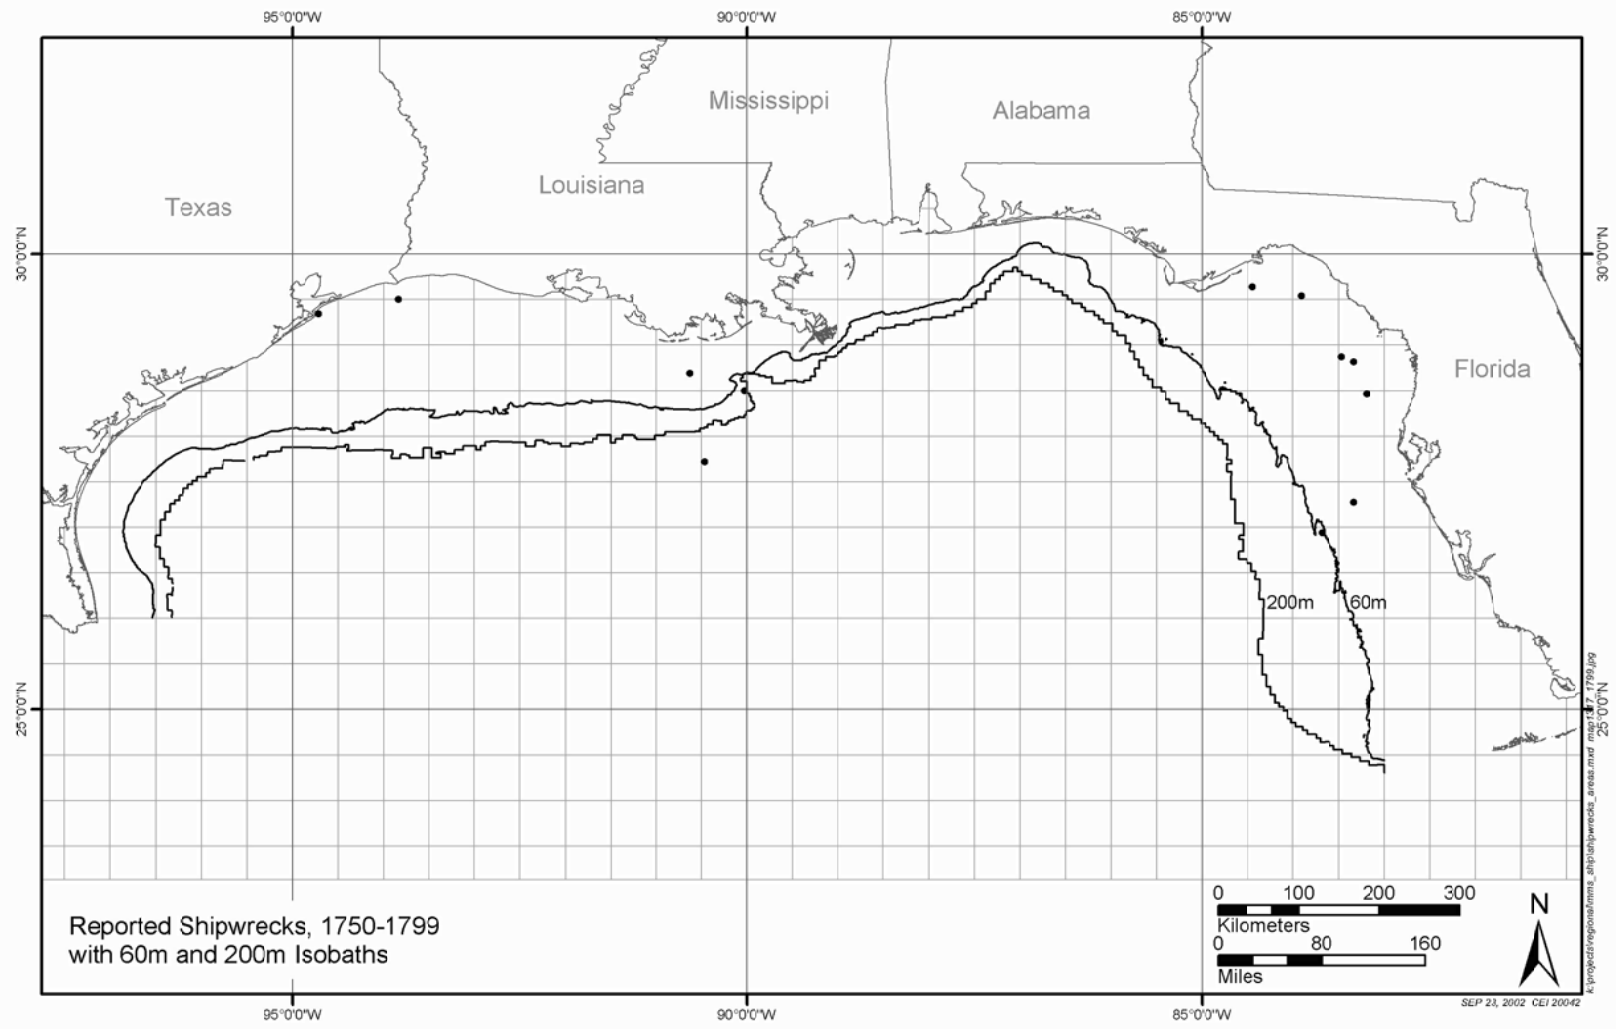 95°0'0"W 90°0'0"W 85°0'0"W
Mississippi
Alabama
Louisiana
Texas
30°0'0"N 30°0'0"N
Florida
200m 60m
25°0'0"N 25°0'0"N
Reported Shipwrecks, 1750-1799
with 60m and 200m Isobaths
0 100 200 300
Kilometers
0 80 160
Miles
N
SEP 23, 2002 CEI 20042
95°0'0"W 90°0'0"W 85°0'0"W